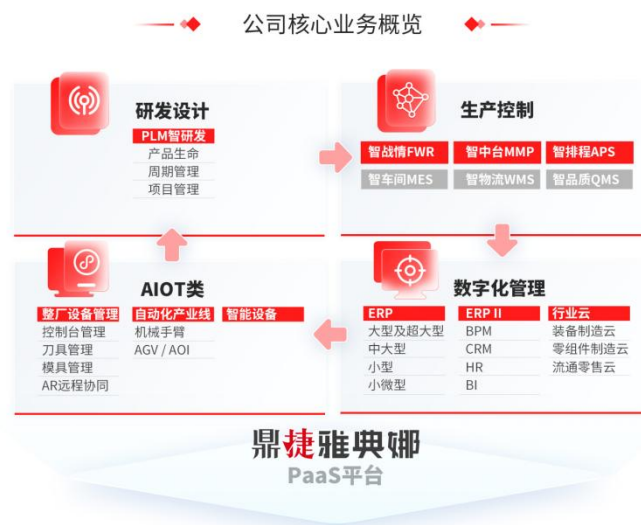 公司核心业务概览
研发设计
PLM智研发
产品生命
周期管理
项目管理
生产控制
智战情FWR 智中台MMP 智排程APS
智车间MES 智物流WMS 智品质QMS
AIOT类
整厂设备管理 自动化产业线 智能设备
控制台管理 机械手臂
刀具管理 AGV / AOI
模具管理
AR远程协同
数字化管理
ERP ERP II 行业云
大型及超大型 BPM 装备制造云
中大型 CRM 零组件制造云
小型 HR 流通零售云
小微型 BI
鼎捷雅典娜
PaaS平台